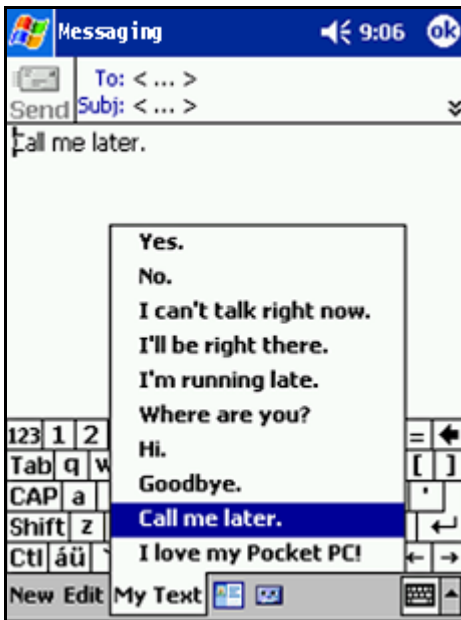 Messaging 9:06 ok
To: < ... >
Send Subj: < ... >
Call me later.
Yes.
No.
I can't talk right now.
I'll be right there.
I'm running late.
Where are you?
Hi.
Goodbye.
Call me later.
I love my Pocket PC!
123 1 2 =
Tab q w [ ]
CAP a '
Shift z
Ctl áü `
New Edit My Text